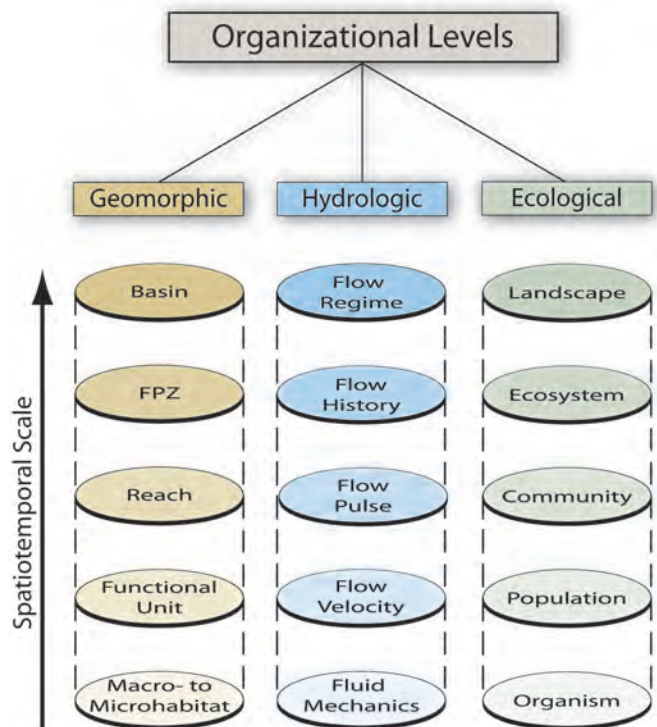 Organizational Levels
Geomorphic
Hydrologic
Ecological
Spatiotemporal Scale
Basin
Flow
Regime
Landscape
FPZ
Flow
History
Ecosystem
Reach
Flow
Pulse
Community
Functional
Unit
Flow
Velocity
Population
Macro- to
Microhabitat
Fluid
Mechanics
Organism